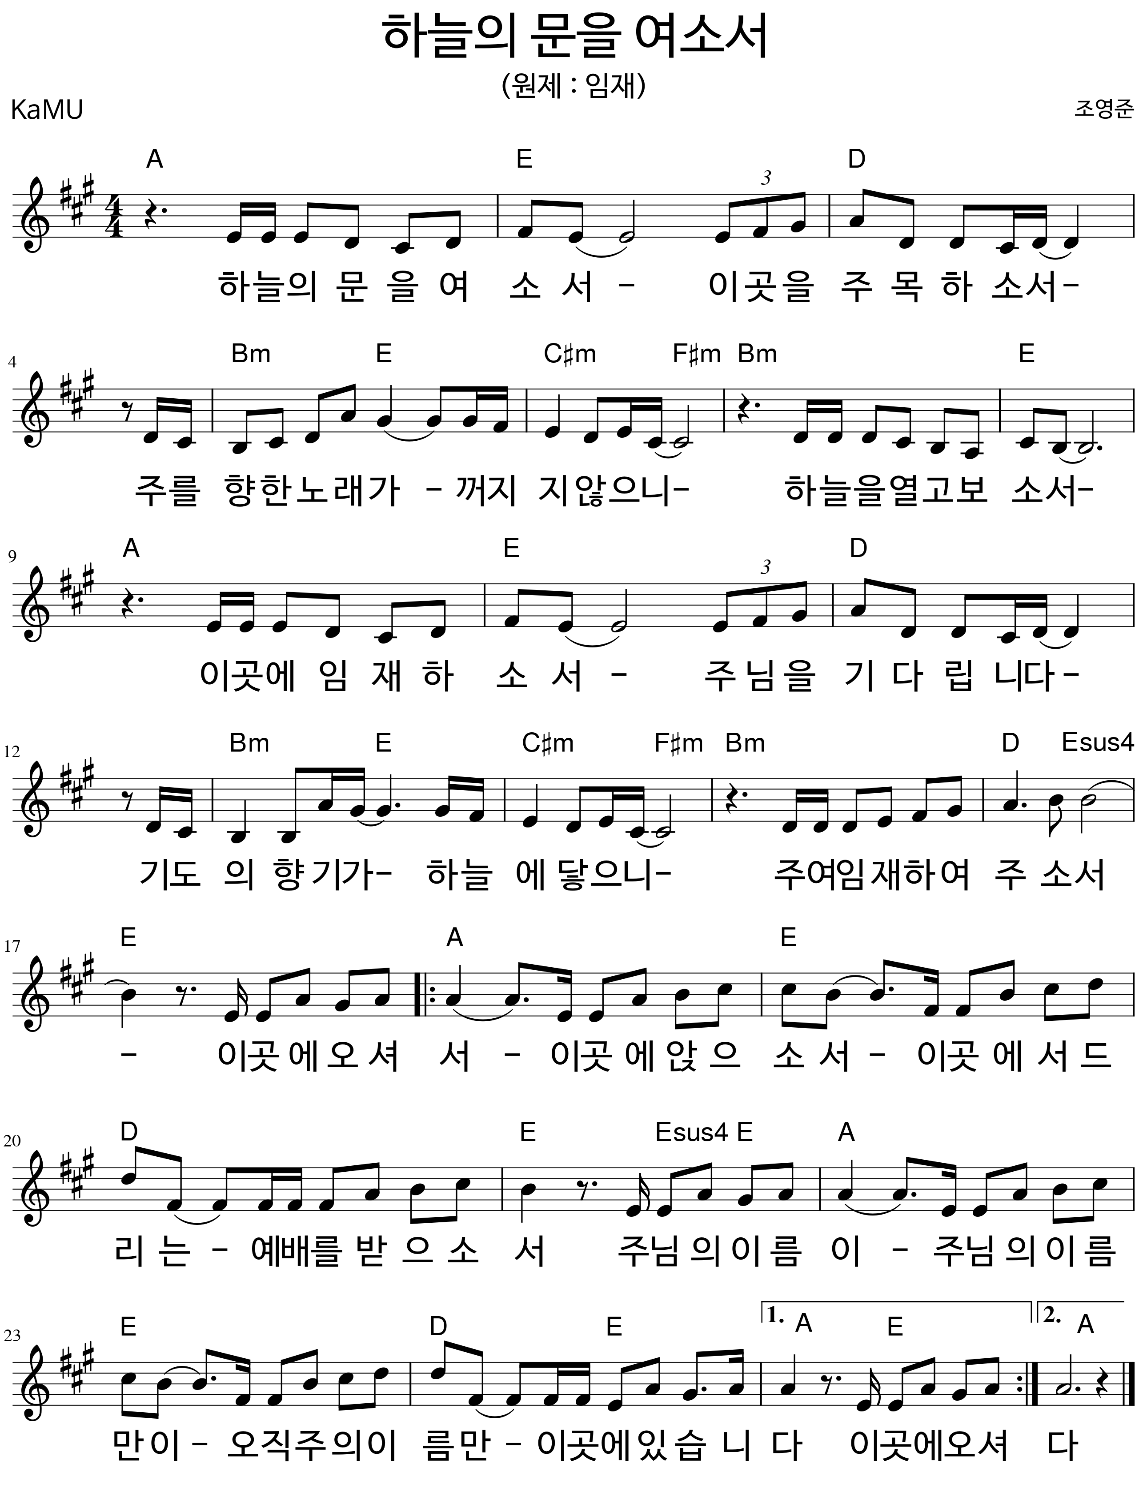 하늘의 문을 여소서
(원제 : 임재)
KaMU 조영준
A E D
3
하늘의 문 을 여 소 서 - 이곳을 주 목 하 소서-
4 Bm E C♯m F♯m Bm E
주를 향한노래가 - 꺼지 지않으니- 하늘을열고보 소서-
9 A E D
3
이곳에 임 재 하 소 서 - 주님을 기 다 립 니다-
12 Bm E C♯m F♯m Bm D Esus4
기도 의 향 기가- 하늘 에 닿으니- 주여임재하여 주 소서
17 E A E
- 이곳 에 오 셔 서 - 이곳 에 앉 으 소 서 - 이곳 에 서 드
20 D E Esus4 E A
리 는 - 예배를 받 으 소 서 주님 의 이 름 이 - 주님 의 이 름
23 E D E 1. A E 2. A
만이 - 오직주의이 름만 - 이곳에있습 니 다 이곳에오셔 다